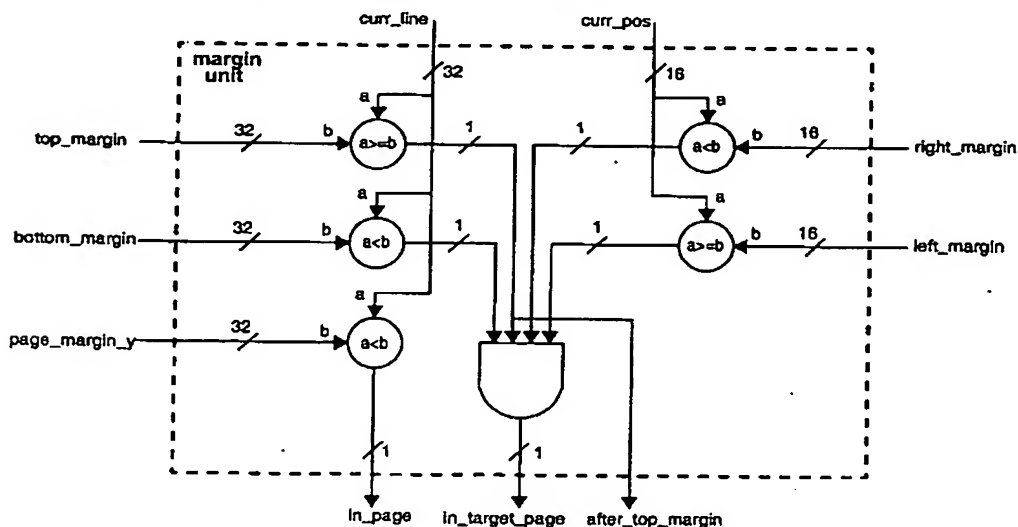 curr_line
curr_pos
margin
unit
32
16
a
a
top_margin
32
b
a>=b
1
1
a<b
b
16
right_margin
a
a
bottom_margin
32
b
a<b
1
1
a>=b
b
16
left_margin
a
page_margin_y
32
b
a<b
1
1
in_page
in_target_page
after_top_margin